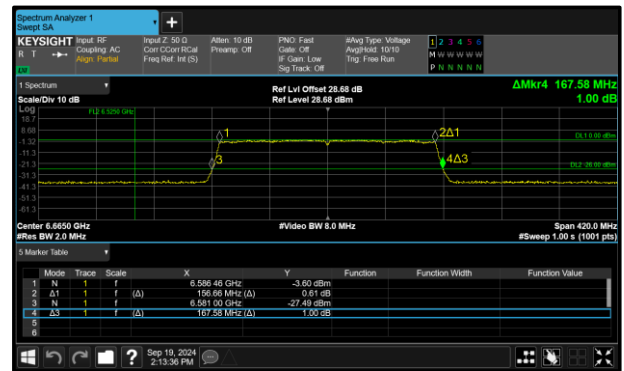 Spectrum Analyzer 1
Swept SA
+
KEYSIGHT Input: RF Input Z: 50 Ω Atten: 10 dB PNO: Fast #Avg Type: Voltage 1 2 3 4 5 6
R T Coupling: AC Corr CCorr RCal Preamp: Off Gate: Off Avg|Hold: 10/10 M W W W W W
Align: Partial Freq Ref: Int (S) IF Gain: Low Trig: Free Run P N N N N N
Sig Track: Off
LXI
1 Spectrum Ref Lvl Offset 28.68 dB ΔMkr4 167.58 MHz
Scale/Div 10 dB Ref Level 28.68 dBm 1.00 dB
Log
18.7 FL2 6.5250 GHz
8.68 1 2Δ1
-1.32 DL1 0.00 dBm
-11.3
-21.3 3 4Δ3 DL2 -26.00 dBm
-31.3
-41.3
-51.3
-61.3
Center 6.6650 GHz #Video BW 8.0 MHz Span 420.0 MHz
#Res BW 2.0 MHz #Sweep 1.00 s (1001 pts)
5 Marker Table
Mode Trace Scale X Y Function Function Width Function Value
1 N 1 f 6.586 46 GHz -3.60 dBm
2 Δ1 1 f (Δ) 156.66 MHz (Δ) 0.61 dB
3 N 1 f 6.581 00 GHz -27.49 dBm
4 Δ3 1 f (Δ) 167.58 MHz (Δ) 1.00 dB
5
6
? Sep 19, 2024
2:13:36 PM